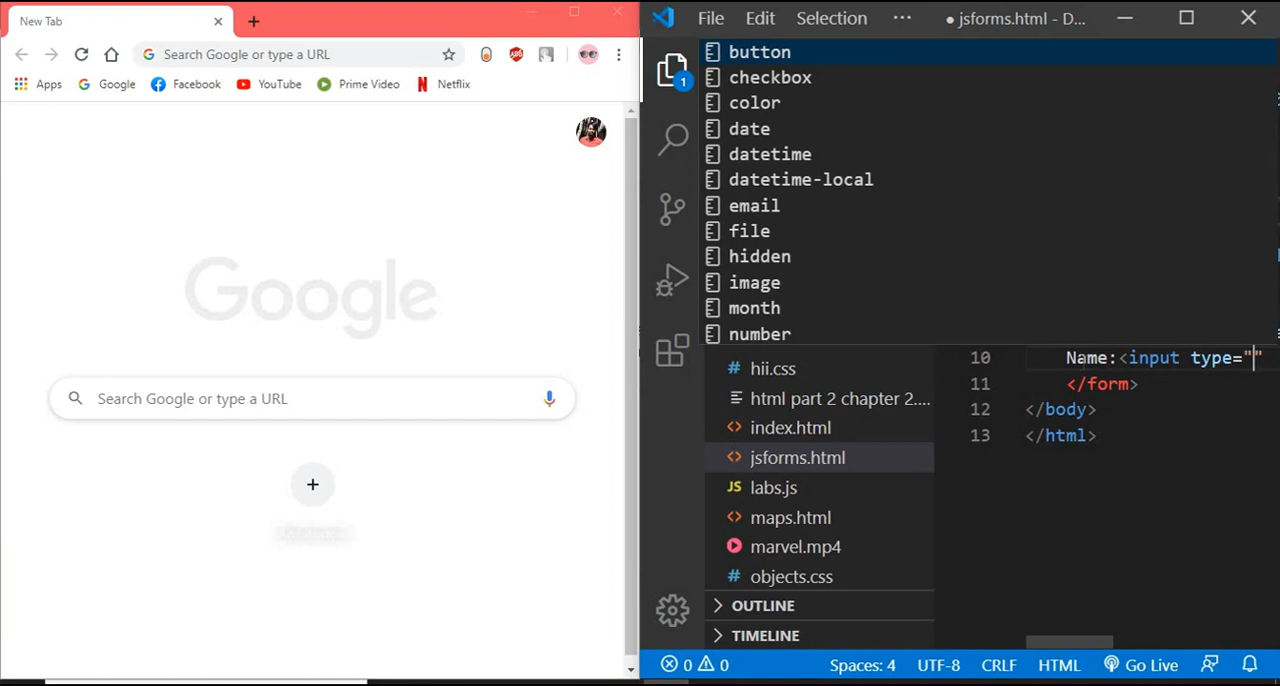 New Tab
Search Google or type a URL
Apps
Google
Facebook
YouTube
Prime Video
Netflix
Google
Search Google or type a URL
File Edit Selection ··· ● jsforms.html - D...
1
button
checkbox
color
date
datetime
datetime-local
email
file
hidden
image
month
number
hii.css
html part 2 chapter 2....
index.html
jsforms.html
JS labs.js
maps.html
marvel.mp4
objects.css
OUTLINE
TIMELINE
10 Name:<input type=""
11 </form>
12 </body>
13 </html>
0 0 Spaces: 4 UTF-8 CRLF HTML Go Live